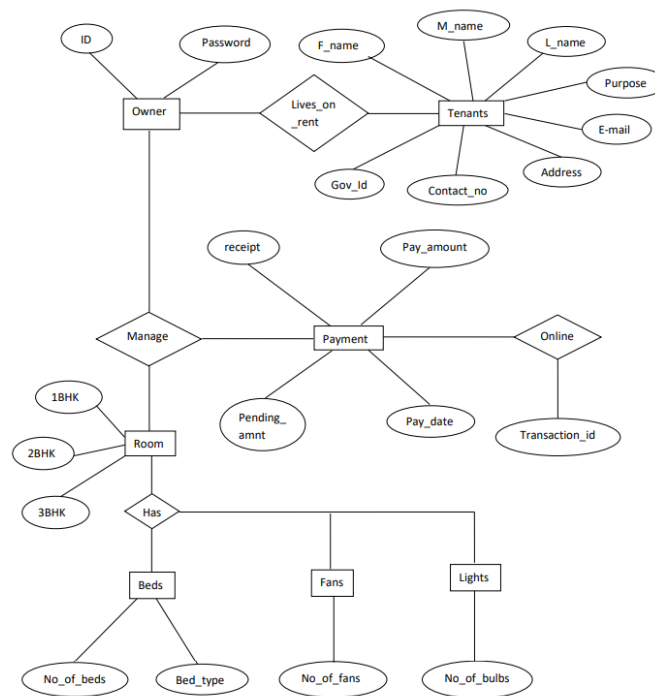 ID
Password
F_name
M_name
L_name
Purpose
Owner
Lives_on
_rent
Tenants
E-mail
Gov_Id
Contact_no
Address
receipt
Pay_amount
Manage
Payment
Online
1BHK
Pending_
amnt
Pay_date
Transaction_id
2BHK
Room
3BHK
Has
Beds
Fans
Lights
No_of_beds
Bed_type
No_of_fans
No_of_bulbs